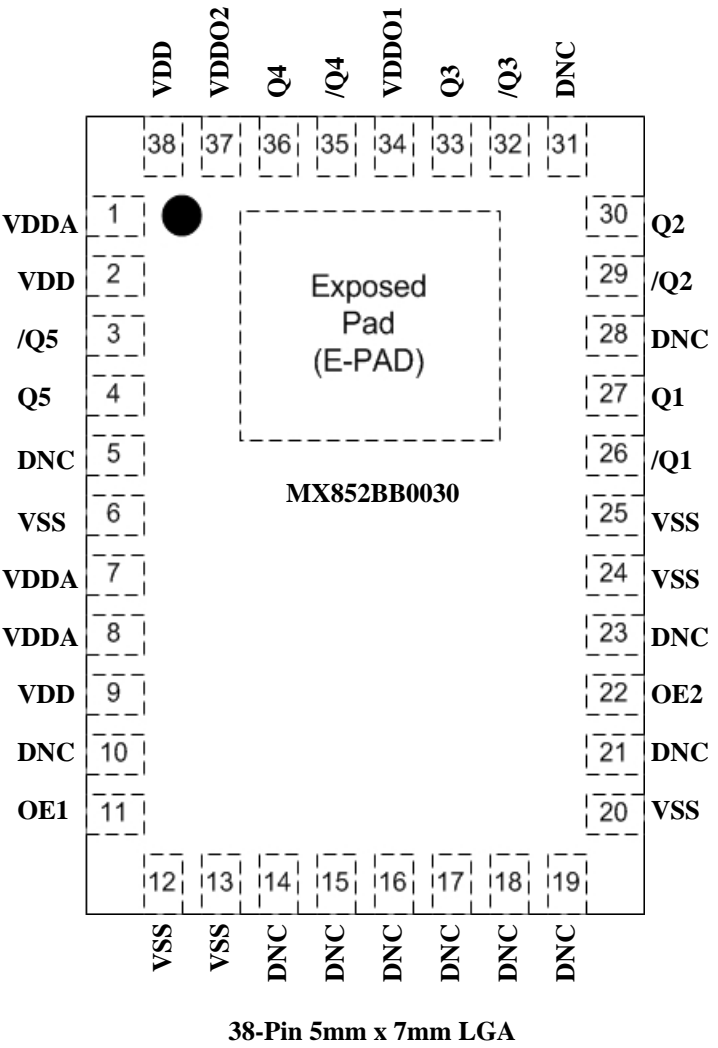 VDD VDDO2 Q4 /Q4 VDDO1 Q3 /Q3 DNC
38 37 36 35 34 33 32 31
VDDA 1 30 Q2
VDD 2 29 /Q2
/Q5 3 28 DNC
Q5 4 27 Q1
DNC 5 26 /Q1
VSS 6 25 VSS
VDDA 7 24 VSS
VDDA 8 23 DNC
VDD 9 22 OE2
DNC 10 21 DNC
OE1 11 20 VSS
Exposed
Pad
(E-PAD)
MX852BB0030
12 13 14 15 16 17 18 19
VSS VSS DNC DNC DNC DNC DNC DNC
38-Pin 5mm x 7mm LGA